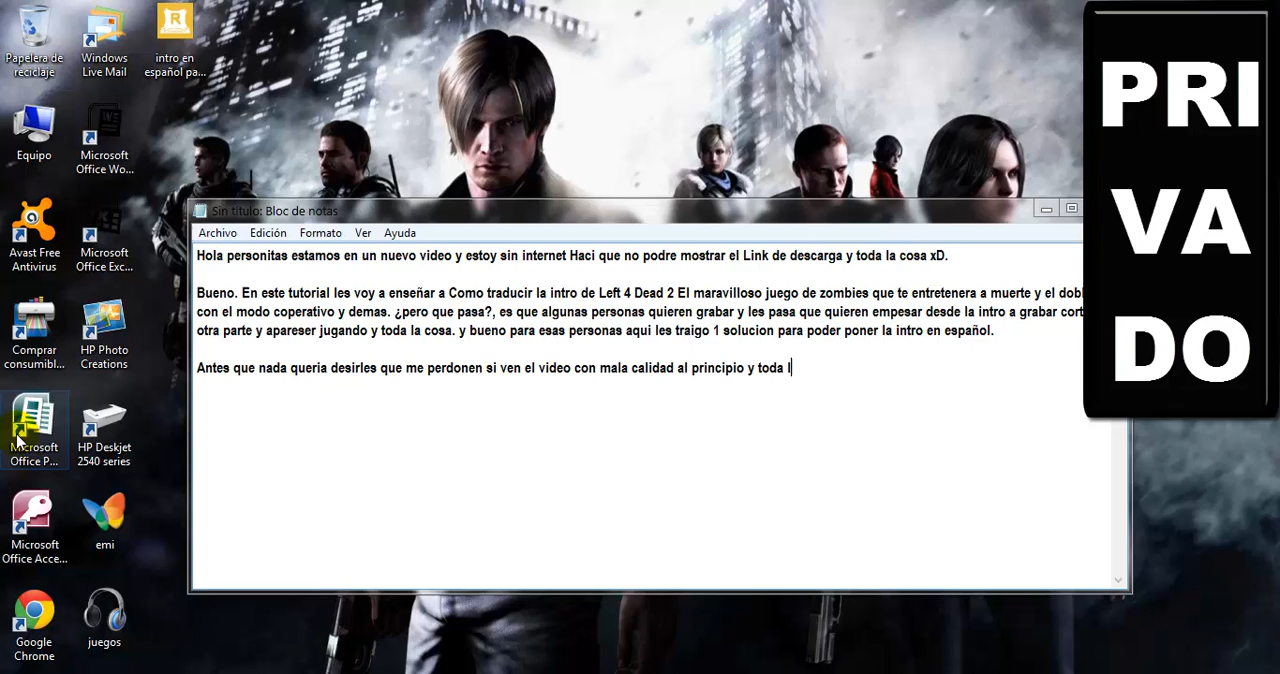 Papelera de
reciclaje
Windows
Live Mail
R
intro en
español pa...
Equipo
Microsoft
Office Wo...
Avast Free
Antivirus
Microsoft
Office Exc...
Comprar
consumibl...
HP Photo
Creations
Microsoft
Office P...
HP Deskjet
2540 series
Microsoft
Office Acce...
emi
Google
Chrome
juegos
Sin título: Bloc de notas
Archivo Edición Formato Ver Ayuda
Hola personitas estamos en un nuevo video y estoy sin internet Haci que no podre mostrar el Link de descarga y toda la cosa xD.
Bueno. En este tutorial les voy a enseñar a Como traducir la intro de Left 4 Dead 2 El maravilloso juego de zombies que te entretenera a muerte y el dobl
con el modo coperativo y demas. ¿pero que pasa?, es que algunas personas quieren grabar y les pasa que quieren empesar desde la intro a grabar cort
otra parte y apareser jugando y toda la cosa. y bueno para esas personas aqui les traigo 1 solucion para poder poner la intro en español.
Antes que nada queria desirles que me perdonen si ven el video con mala calidad al principio y toda l
PRI
VA
DO